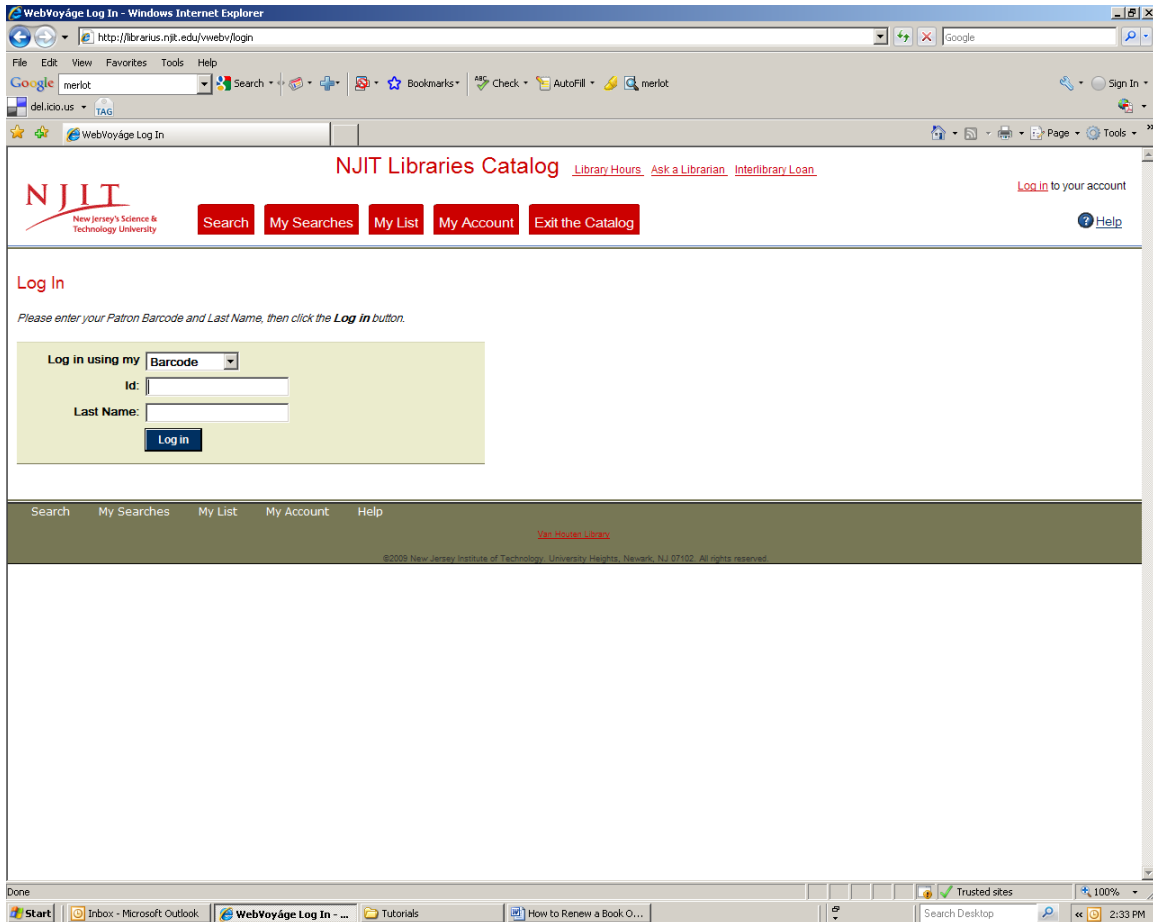 WebVoyáge Log In - Windows Internet Explorer
http://librarius.njit.edu/vwebv/login
Google
File Edit View Favorites Tools Help
Google merlot Search Bookmarks ABC Check AutoFill merlot Sign In
del.icio.us TAG
WebVoyáge Log In Page Tools »
NJIT Libraries Catalog Library Hours Ask a Librarian Interlibrary Loan
Log in to your account
NJIT
New Jersey's Science &
Technology University
Search My Searches My List My Account Exit the Catalog
? Help
Log In
Please enter your Patron Barcode and Last Name, then click the Log in button.
Log in using my Barcode
Id:
Last Name:
Log in
Search My Searches My List My Account Help
Van Houten Library
©2009 New Jersey Institute of Technology. University Heights, Newark, NJ 07102. All rights reserved.
Done Trusted sites 100%
Start Inbox - Microsoft Outlook WebVoyáge Log In - ... Tutorials How to Renew a Book O... Search Desktop « 2:33 PM